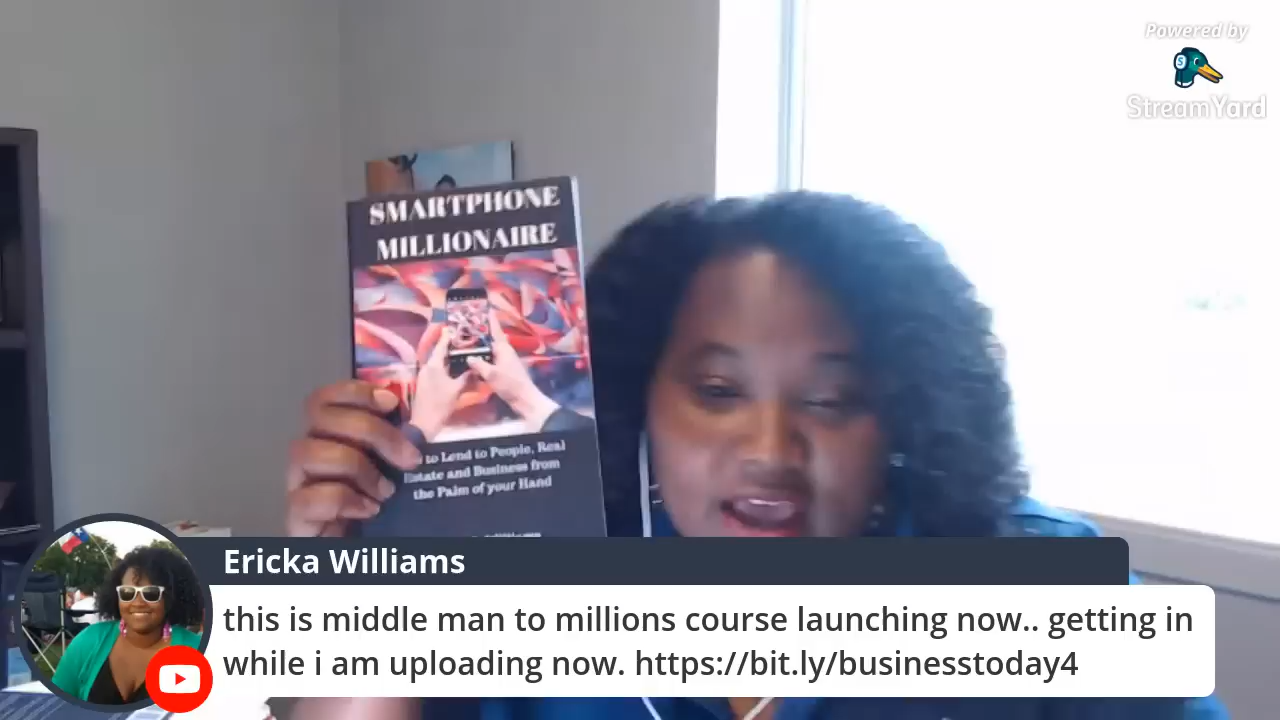 Powered by
StreamYard
SMARTPHONE
MILLIONAIRE
to Lend to People, Real
Estate and Business from
the Palm of your Hand
Ericka Williams
this is middle man to millions course launching now.. getting in
while i am uploading now. https://bit.ly/businesstoday4